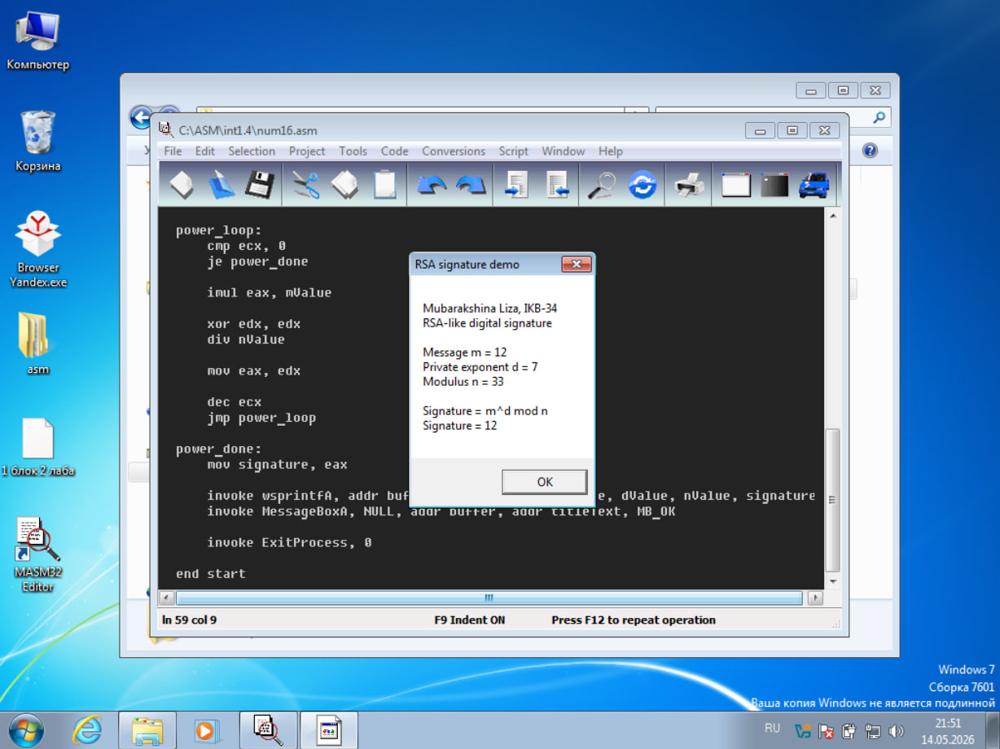 Компьютер
Корзина
Browser
Yandex.exe
asm
1 блок 2 лаба
MASM32
Editor
C:\ASM\int1.4\num16.asm
File Edit Selection Project Tools Code Conversions Script Window Help
power_loop:
cmp ecx, 0
je power_done
imul eax, mValue
xor edx, edx
div nValue
mov eax, edx
dec ecx
jmp power_loop
power_done:
mov signature, eax
invoke wsprintfA, addr buf e, dValue, nValue, signature
invoke MessageBoxA, NULL, addr buffer, addr titleText, MB_OK
invoke ExitProcess, 0
end start
RSA signature demo
Mubarakshina Liza, IKB-34
RSA-like digital signature
Message m = 12
Private exponent d = 7
Modulus n = 33
Signature = m^d mod n
Signature = 12
OK
ln 59 col 9 F9 Indent ON Press F12 to repeat operation
Windows 7
Сборка 7601
Ваша копия Windows не является подлинной
RU
21:51
14.05.2026